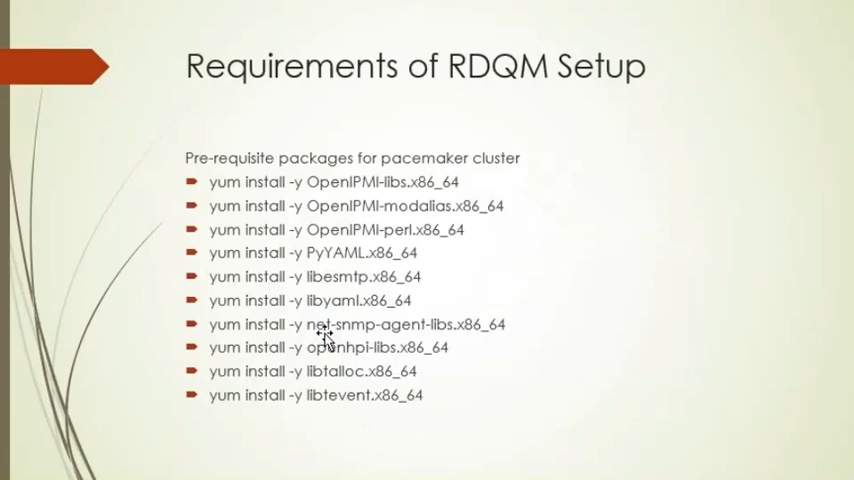 Requirements of RDQM Setup
Pre-requisite packages for pacemaker cluster
yum install -y OpenIPMI-libs.x86_64
yum install -y OpenIPMI-modalias.x86_64
yum install -y OpenIPMI-perl.x86_64
yum install -y PyYAML.x86_64
yum install -y libesmtp.x86_64
yum install -y libyaml.x86_64
yum install -y net-snmp-agent-libs.x86_64
yum install -y openhpi-libs.x86_64
yum install -y libtalloc.x86_64
yum install -y libtevent.x86_64